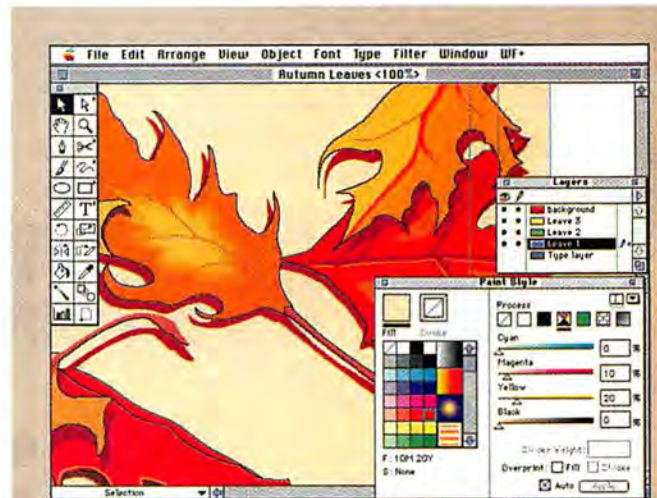 File Edit Arrange View Object Font Type Filter Window WF+
Autumn Leaves <100%>
Layers
background
Leave 3
Leave 2
Leave 1
Type layer
Paint Style
Fill
Stroke
Process
Cyan
0 %
Magenta
10 %
Yellow
20 %
Black
0 %
F: 10M 20Y
S: None
Stroke Weight:
Overprint: Fill Stroke
Auto Apply
Selection